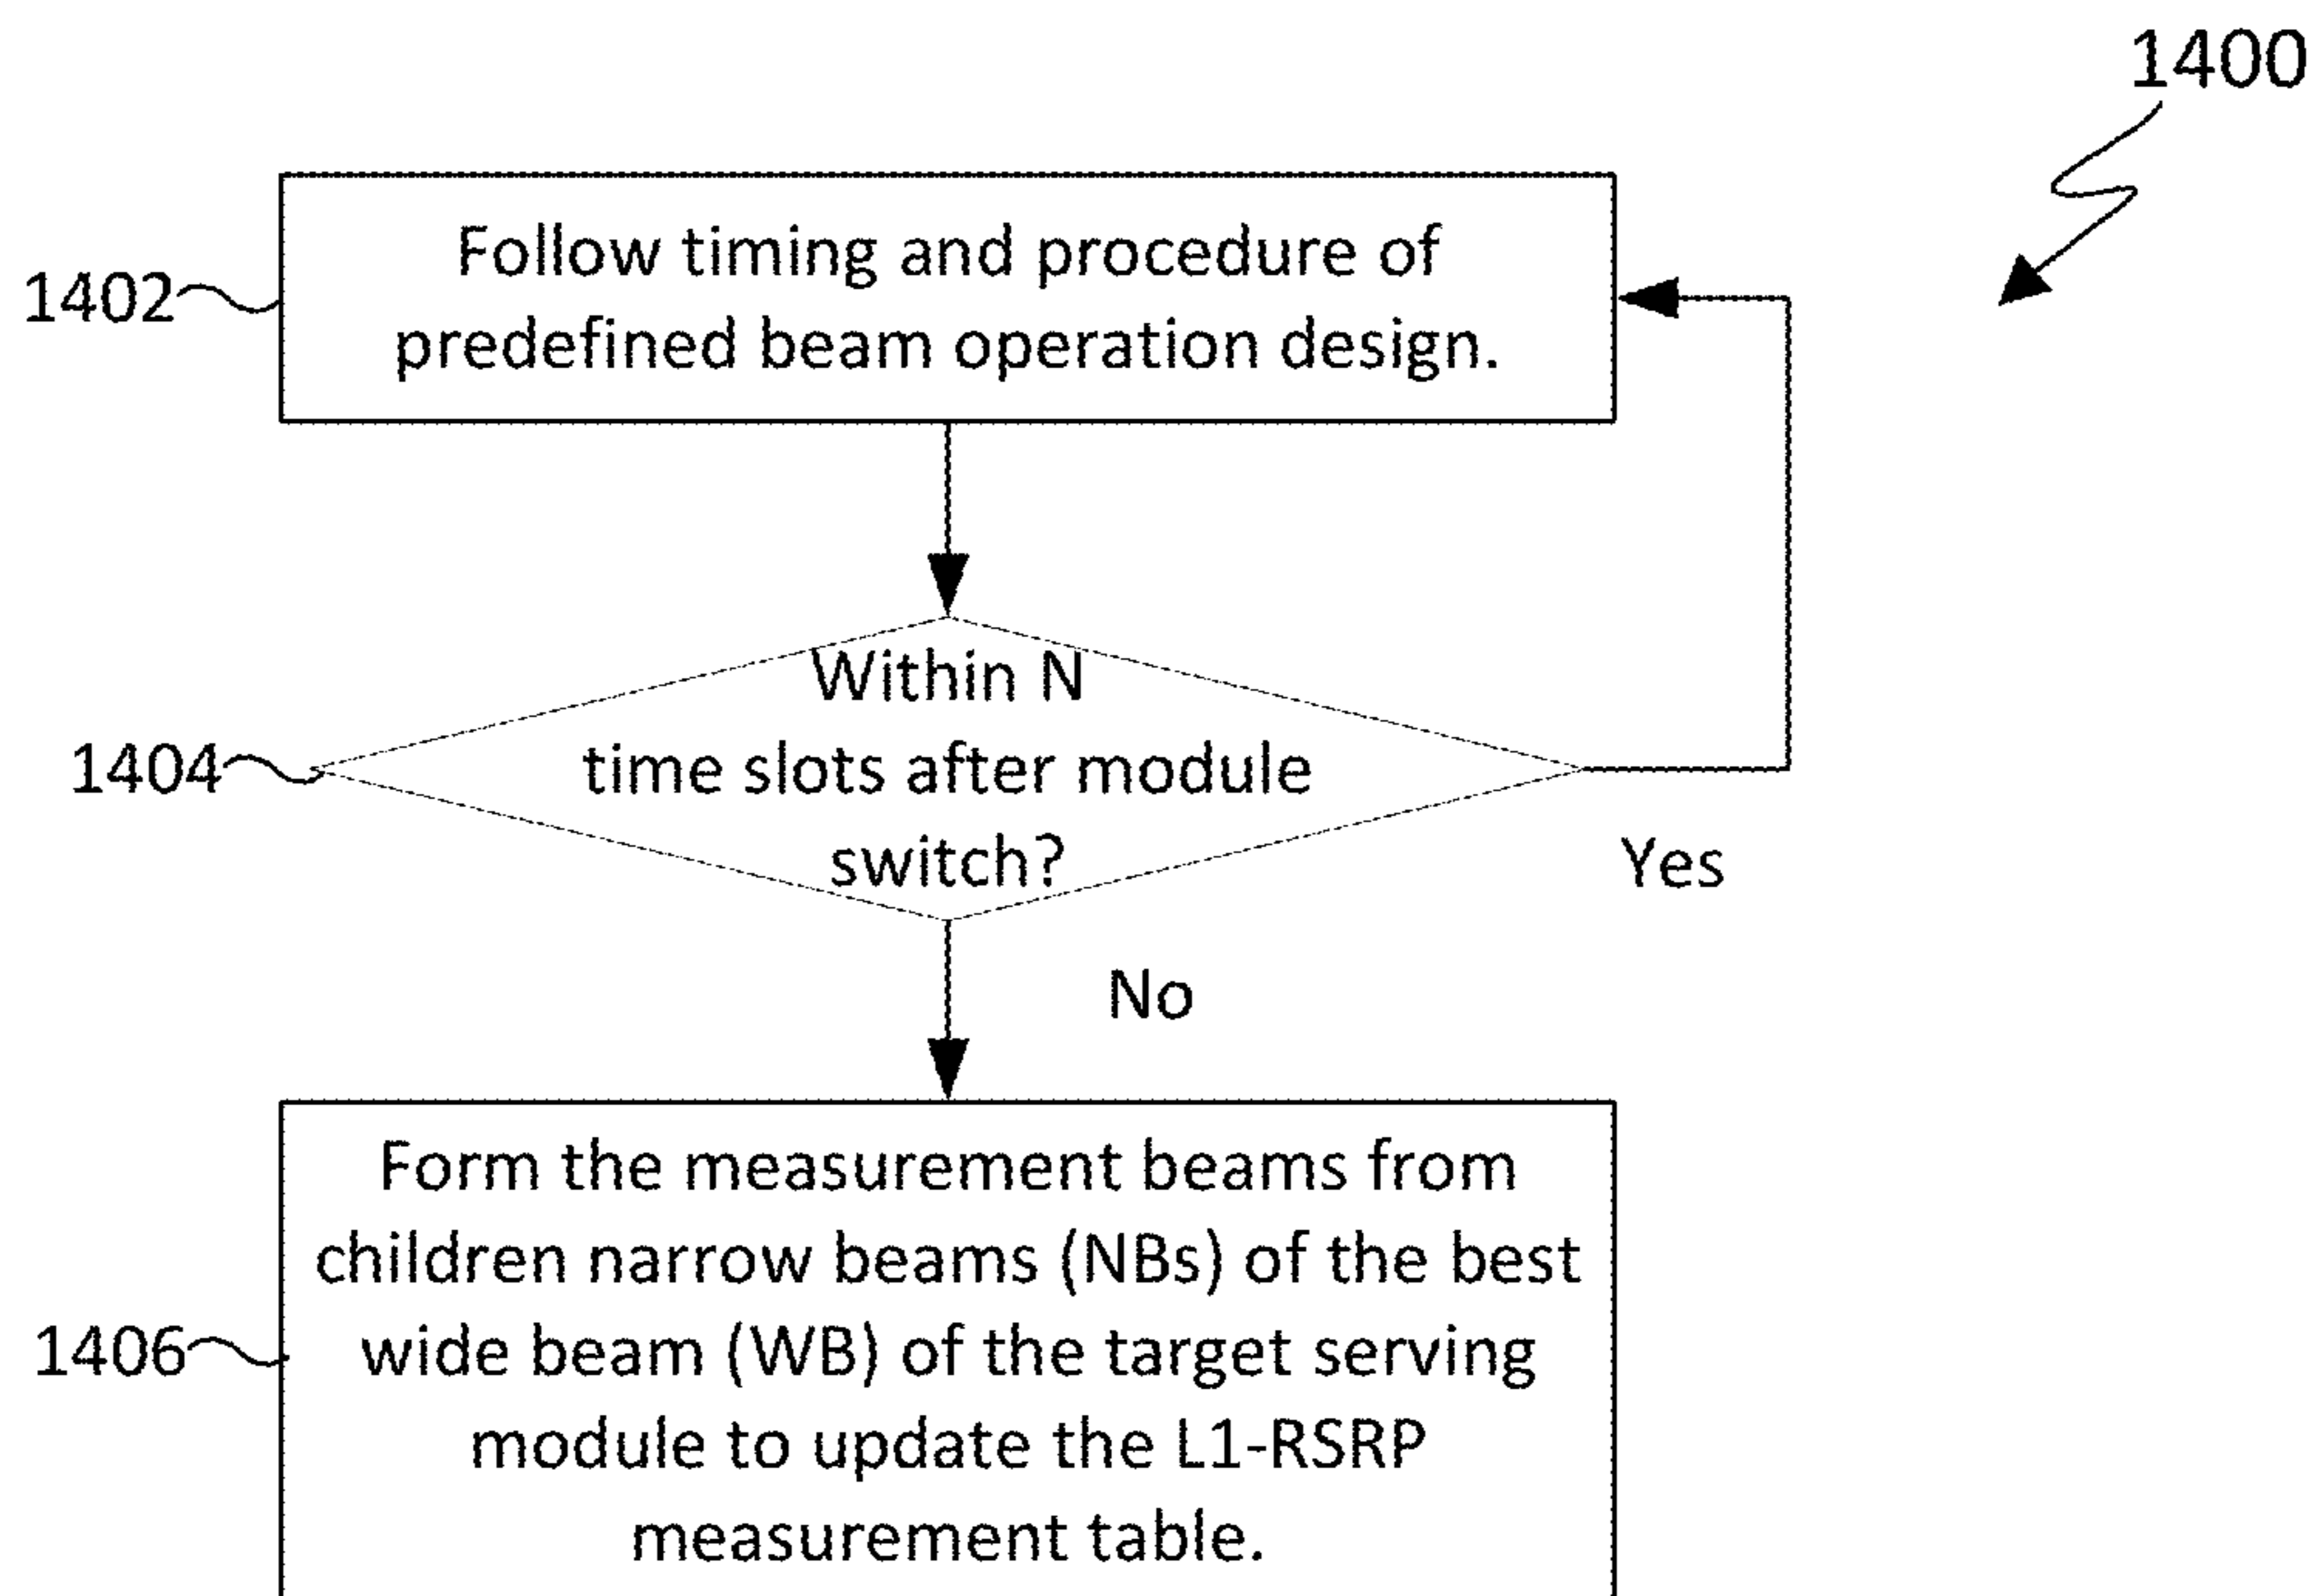 1400
1402
Follow timing and procedure of
predefined beam operation design.
1404
Within N
time slots after module
switch?
Yes
No
1406
Form the measurement beams from
children narrow beams (NBs) of the best
wide beam (WB) of the target serving
module to update the L1-RSRP
measurement table.